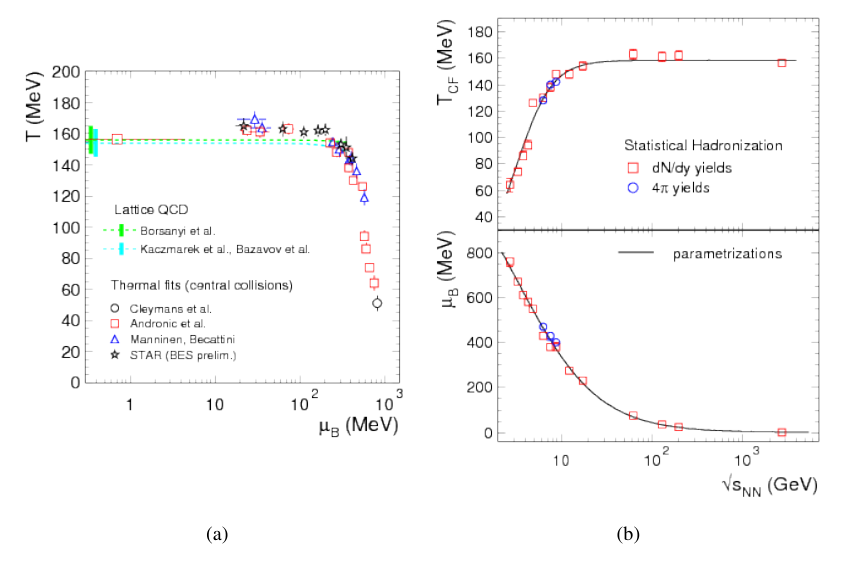 T (MeV)
200
180
160
140
120
100
80
60
40
20
0
Lattice QCD
Borsanyi et al.
Kaczmarek et al., Bazavov et al.
Thermal fits (central collisions)
Cleymans et al.
Andronic et al.
Manninen, Becattini
STAR (BES prelim.)
1
10
10²
10³
μB (MeV)
(a)
TCF (MeV)
180
160
140
120
100
80
60
40
Statistical Hadronization
dN/dy yields
4π yields
μB (MeV)
800
600
400
200
0
parametrizations
10
10²
10³
√sNN (GeV)
(b)